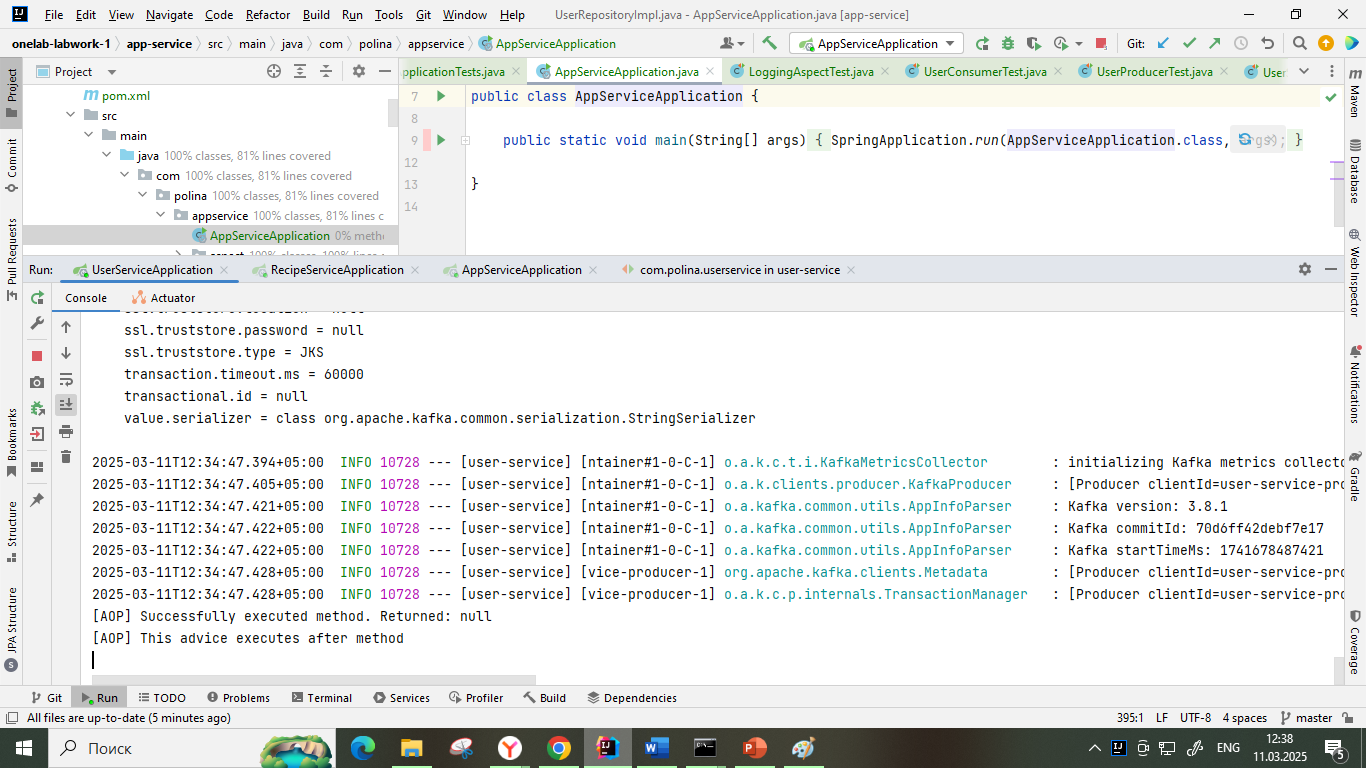 File Edit View Navigate Code Refactor Build Run Tools Git Window Help UserRepositoryImpl.java - AppServiceApplication.java [app-service]
onelab-labwork-1 app-service src main java com polina appservice AppServiceApplication AppServiceApplication Git:
Project
Project
Commit
Pull Requests
Bookmarks
Structure
JPA Structure
pom.xml
src
main
java 100% classes, 81% lines covered
com 100% classes, 81% lines covered
polina 100% classes, 81% lines covered
appservice 100% classes, 81% lines c
AppServiceApplication 0% metho
aspect 100% classes, 100% lines
pplicationTests.java AppServiceApplication.java LoggingAspectTest.java UserConsumerTest.java UserProducerTest.java User
7 public class AppServiceApplication {
8
9 public static void main(String[] args) { SpringApplication.run(AppServiceApplication.class, args); }
12
13 }
14
Maven
Database
Web Inspector
Notifications
Gradle
Coverage
Run: UserServiceApplication RecipeServiceApplication AppServiceApplication com.polina.userservice in user-service
Console Actuator
ssl.truststore.location = null
ssl.truststore.password = null
ssl.truststore.type = JKS
transaction.timeout.ms = 60000
transactional.id = null
value.serializer = class org.apache.kafka.common.serialization.StringSerializer
2025-03-11T12:34:47.394+05:00 INFO 10728 --- [user-service] [ntainer#1-0-C-1] o.a.k.c.t.i.KafkaMetricsCollector : initializing Kafka metrics collecto
2025-03-11T12:34:47.405+05:00 INFO 10728 --- [user-service] [ntainer#1-0-C-1] o.a.k.clients.producer.KafkaProducer : [Producer clientId=user-service-pro
2025-03-11T12:34:47.421+05:00 INFO 10728 --- [user-service] [ntainer#1-0-C-1] o.a.kafka.common.utils.AppInfoParser : Kafka version: 3.8.1
2025-03-11T12:34:47.422+05:00 INFO 10728 --- [user-service] [ntainer#1-0-C-1] o.a.kafka.common.utils.AppInfoParser : Kafka commitId: 70d6ff42debf7e17
2025-03-11T12:34:47.422+05:00 INFO 10728 --- [user-service] [ntainer#1-0-C-1] o.a.kafka.common.utils.AppInfoParser : Kafka startTimeMs: 1741678487421
2025-03-11T12:34:47.428+05:00 INFO 10728 --- [user-service] [vice-producer-1] org.apache.kafka.clients.Metadata : [Producer clientId=user-service-pro
2025-03-11T12:34:47.428+05:00 INFO 10728 --- [user-service] [vice-producer-1] o.a.k.c.p.internals.TransactionManager : [Producer clientId=user-service-pro
[AOP] Successfully executed method. Returned: null
[AOP] This advice executes after method
Git Run TODO Problems Terminal Services Profiler Build Dependencies
All files are up-to-date (5 minutes ago) 395:1 LF UTF-8 4 spaces master
Поиск ENG 12:38
11.03.2025 5